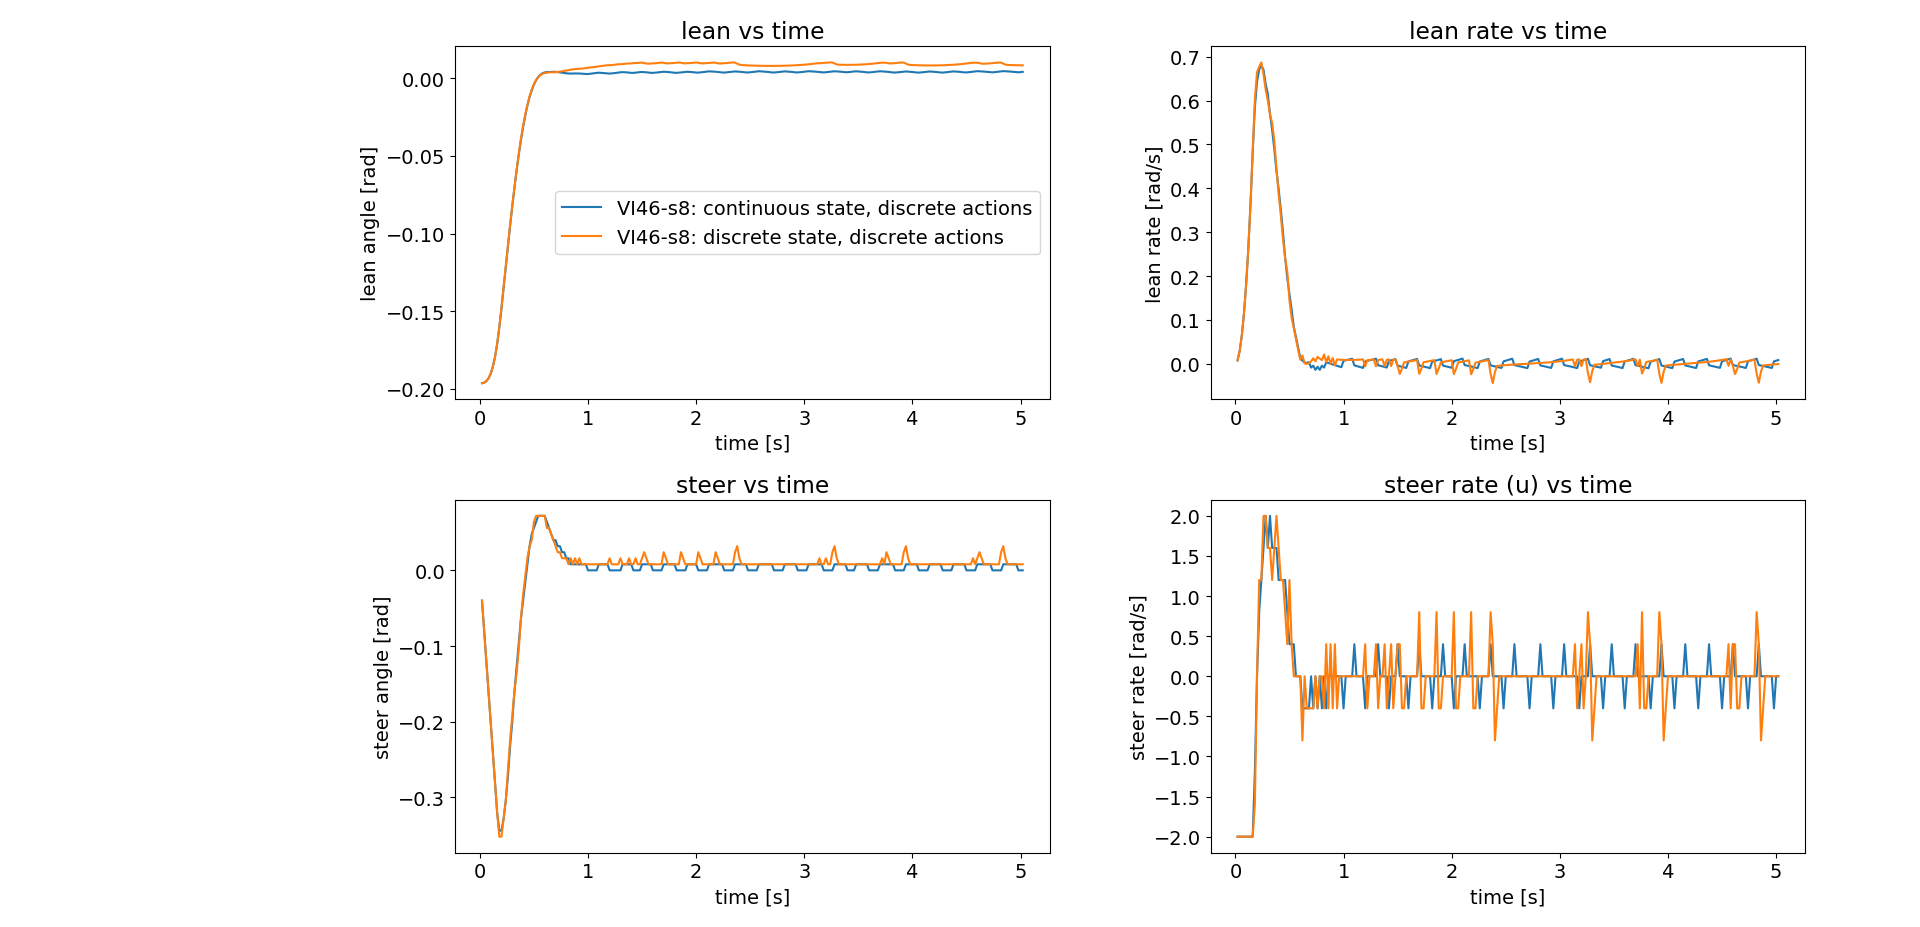 lean vs time
lean angle [rad]
0.00
−0.05
−0.10
−0.15
−0.20
VI46-s8: continuous state, discrete actions
VI46-s8: discrete state, discrete actions
0 1 2 3 4 5
time [s]
lean rate vs time
lean rate [rad/s]
0.7
0.6
0.5
0.4
0.3
0.2
0.1
0.0
0 1 2 3 4 5
time [s]
steer vs time
steer angle [rad]
0.0
−0.1
−0.2
−0.3
0 1 2 3 4 5
time [s]
steer rate (u) vs time
steer rate [rad/s]
2.0
1.5
1.0
0.5
0.0
−0.5
−1.0
−1.5
−2.0
0 1 2 3 4 5
time [s]